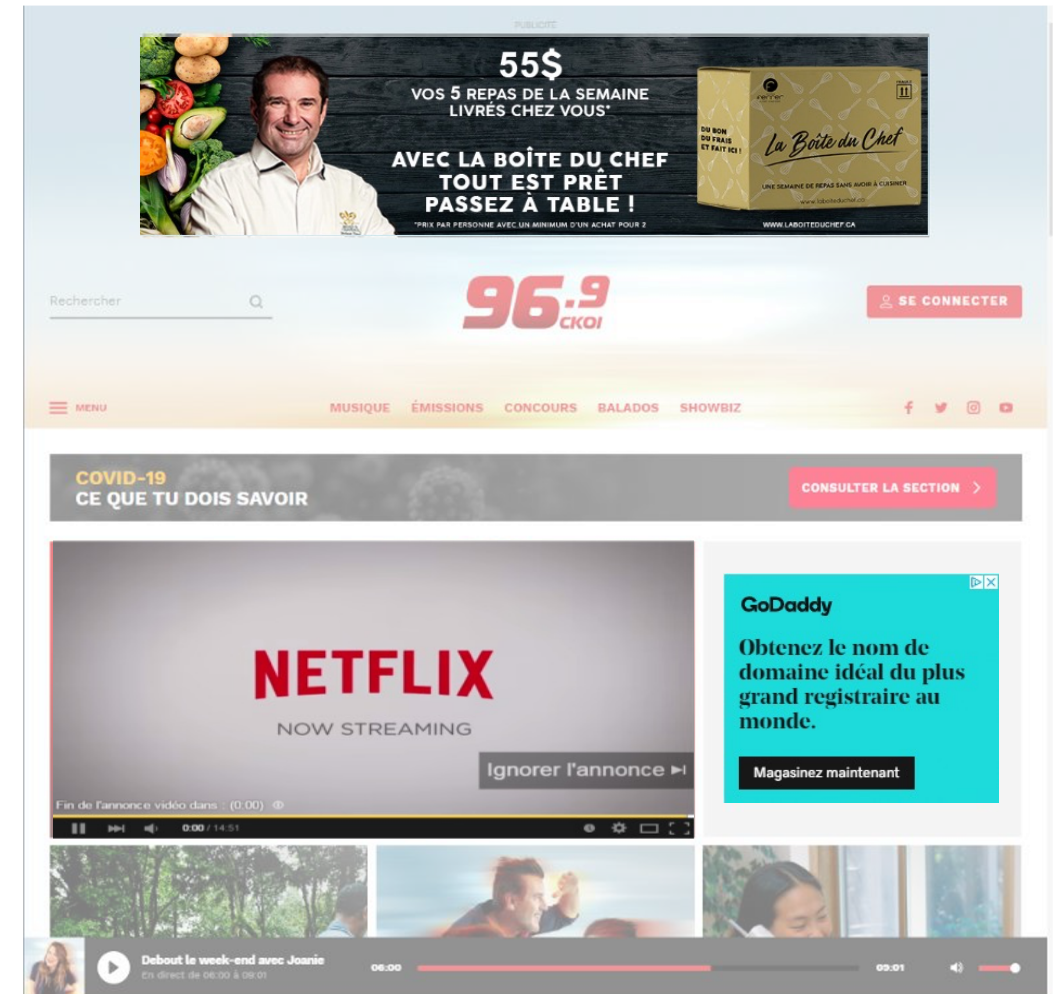 PUBLICITÉ
55$
VOS 5 REPAS DE LA SEMAINE
LIVRÉS CHEZ VOUS*
AVEC LA BOÎTE DU CHEF
TOUT EST PRÊT
PASSEZ À TABLE !
*PRIX PAR PERSONNE AVEC UN MINIMUM D'UN ACHAT POUR 2
Ferrer
DU BON
DU FRAIS
ET FAIT ICI !
La Boîte du Chef
UNE SEMAINE DE REPAS SANS AVOIR À CUISINER
www.laboiteduchef.ca
WWW.LABOITEDUCHEF.CA
Rechercher
96.9
CKOI
SE CONNECTER
MENU
MUSIQUE ÉMISSIONS CONCOURS BALADOS SHOWBIZ
COVID-19
CE QUE TU DOIS SAVOIR
CONSULTER LA SECTION
NETFLIX
NOW STREAMING
Ignorer l'annonce
Fin de l'annonce vidéo dans : (0:00)
0:00 / 14:51
GoDaddy
Obtenez le nom de
domaine idéal du plus
grand registraire au
monde.
Magasinez maintenant
Debout le week-end avec Joanie
En direct de 06:00 à 09:01
06:00
09:01